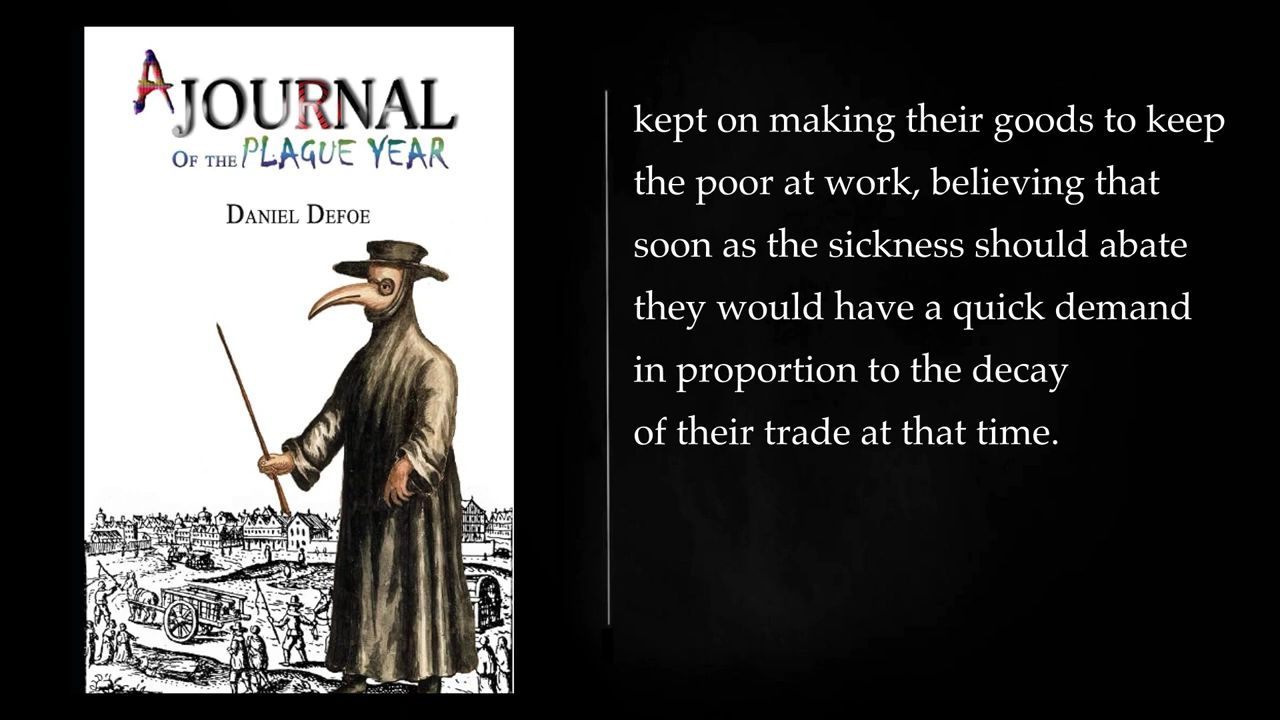 A JOURNAL
OF THE PLAGUE YEAR
DANIEL DEFOE
kept on making their goods to keep
the poor at work, believing that
soon as the sickness should abate
they would have a quick demand
in proportion to the decay
of their trade at that time.